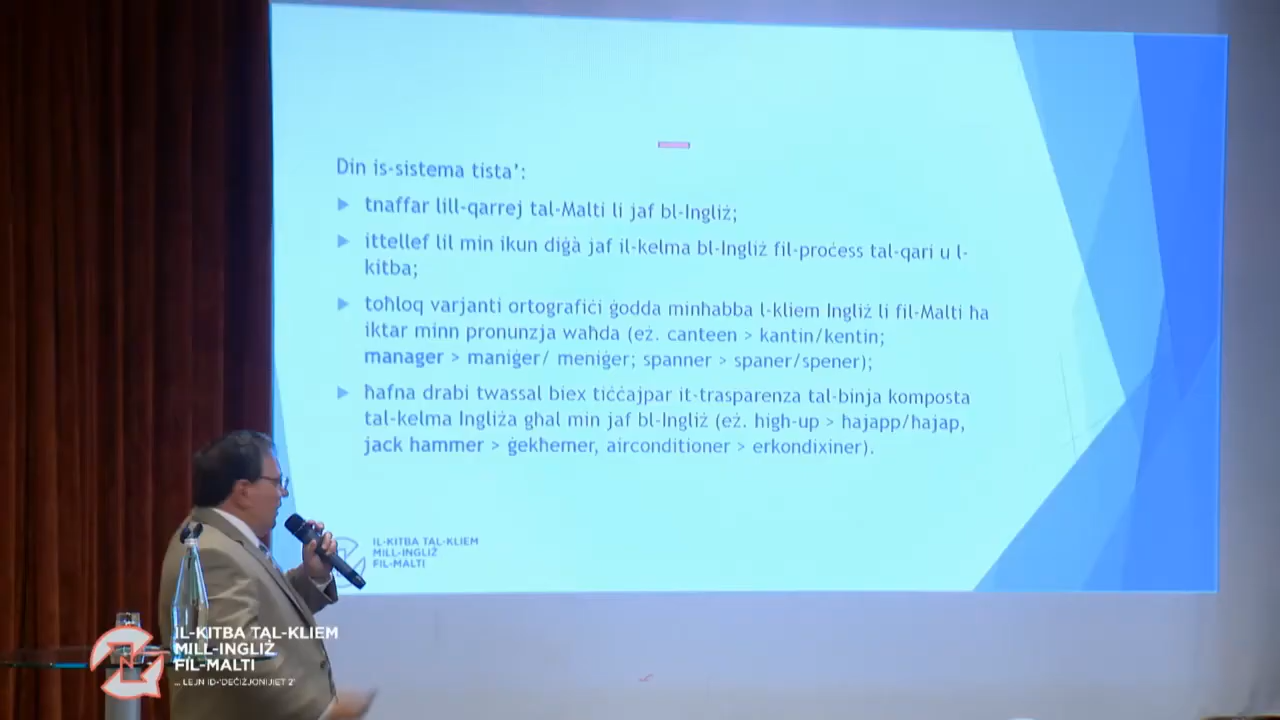 Din is-sistema tista':
tnaffar lill-qarrej tal-Malti li jaf bl-Ingliż;
ittellef lil min ikun diġà jaf il-kelma bl-Ingliż fil-proċess tal-qari u l-
kitba;
toħloq varjanti ortografiċi ġodda minħabba l-kliem Ingliż li fil-Malti ħa
iktar minn pronunzja waħda (eż. canteen > kantin/kentin;
manager > maniġer/ meniġer; spanner > spaner/spener);
ħafna drabi twassal biex tiċċajpar it-trasparenza tal-binja komposta
tal-kelma Ingliża għal min jaf bl-Ingliż (eż. high-up > ħajapp/ħajap,
jack hammer > ġekħemer, airconditioner > erkondixiner).
IL-KITBA TAL-KLIEM
MILL-INGLIŻ
FIL-MALTI
IL-KITBA TAL-KLIEM
MILL-INGLIŻ
FIL-MALTI
... LEJN ID-'DEĊIŻJONIJIET 2'